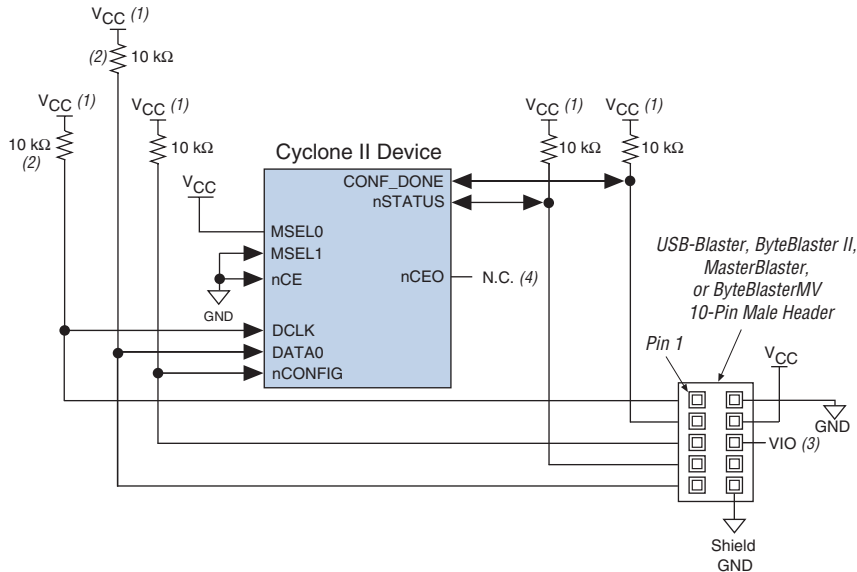 VCC (1)
(2) 10 kΩ
VCC (1)
VCC (1)
VCC (1)
VCC (1)
10 kΩ
(2)
10 kΩ
10 kΩ
10 kΩ
Cyclone II Device
VCC
CONF_DONE
nSTATUS
MSEL0
MSEL1
nCE
nCEO
N.C. (4)
GND
DCLK
DATA0
nCONFIG
USB-Blaster, ByteBlaster II,
MasterBlaster,
or ByteBlasterMV
10-Pin Male Header
Pin 1
VCC
GND
VIO (3)
Shield
GND